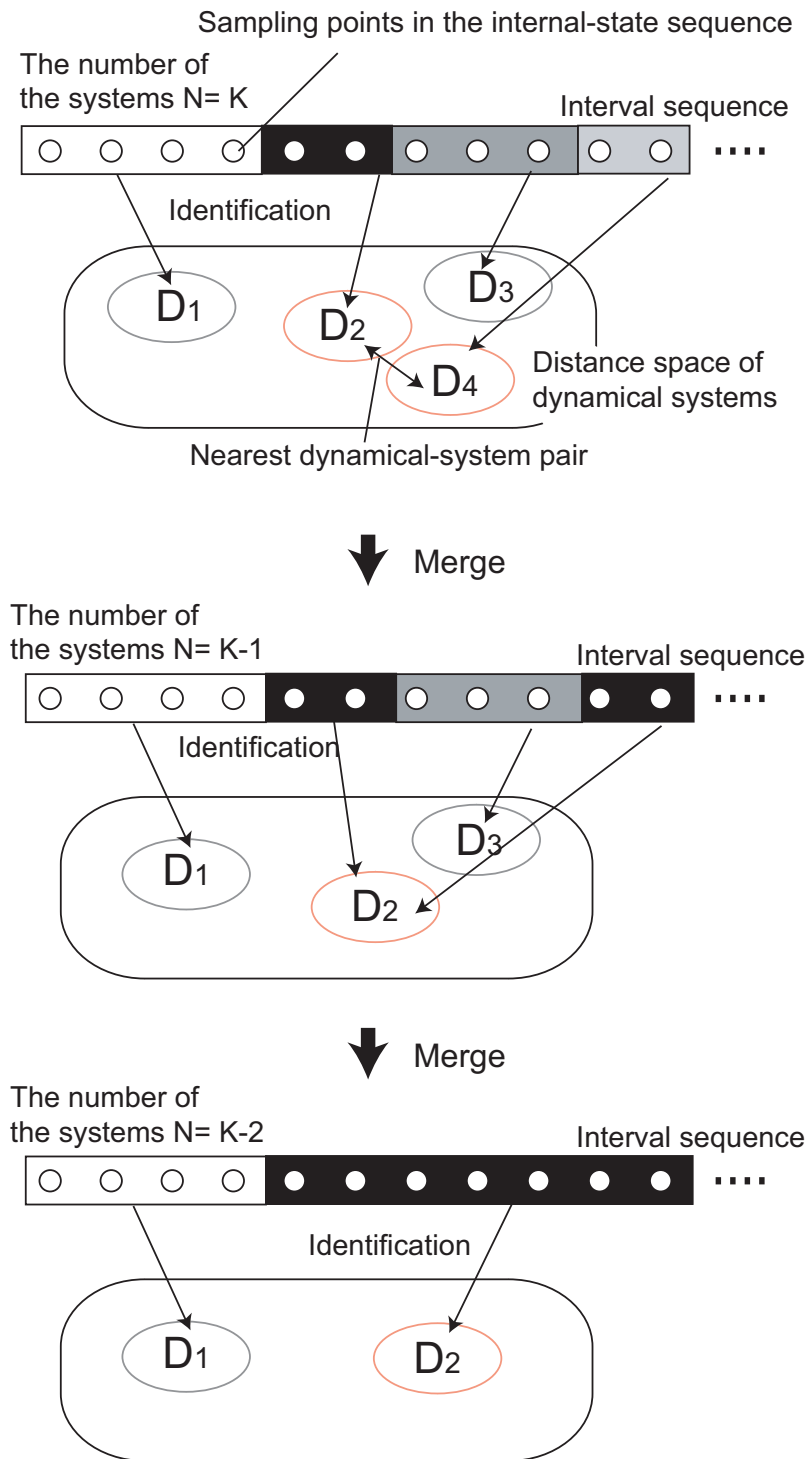 Sampling points in the internal-state sequence
The number of
the systems N= K
Interval sequence
....
Identification
D1
D2
D3
D4
Distance space of
dynamical systems
Nearest dynamical-system pair
Merge
The number of
the systems N= K-1
Interval sequence
....
Identification
D1
D2
D3
Merge
The number of
the systems N= K-2
Interval sequence
....
Identification
D1
D2